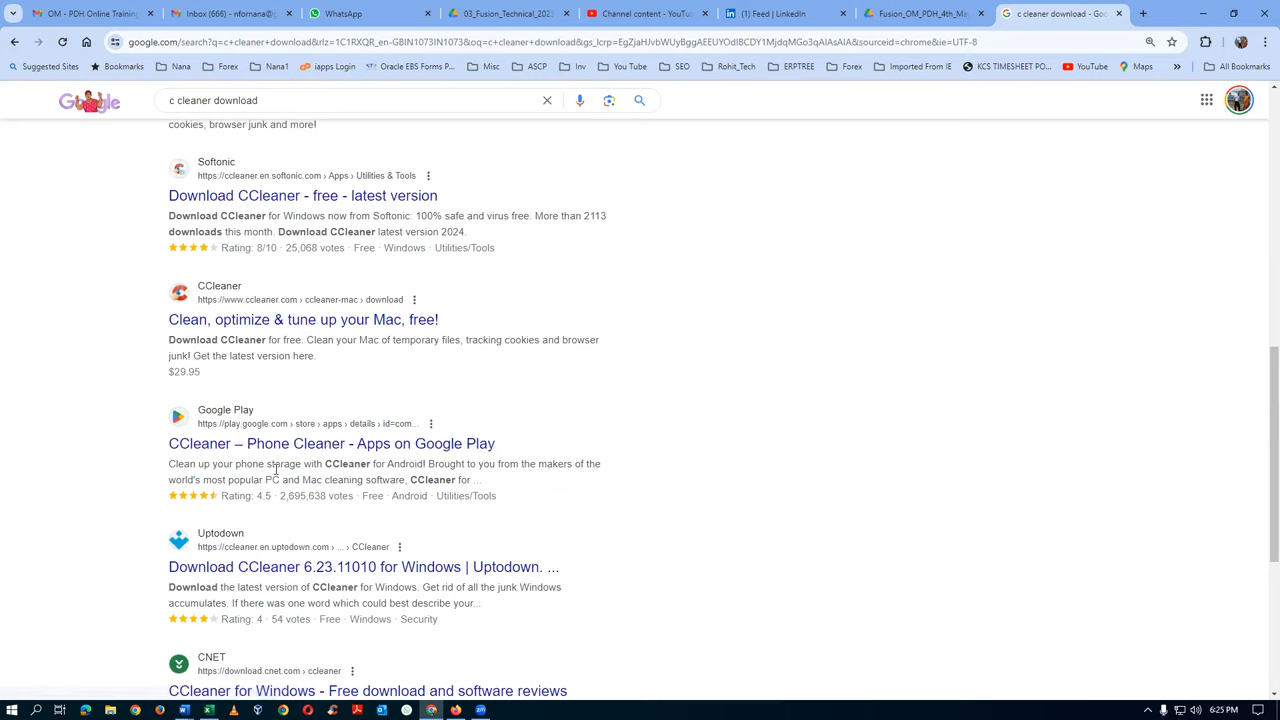 OM - PDH Technical Internal
Inbox (666) - nfornana@g
WhatsApp
03_Fusion_Technical_2023
Channel content - YouTube
(2) Feed | LinkedIn
Fusion_OM_PDH_4th_Me
c cleaner download - Goo
google.com/search?q=c+cleaner+download&rlz=1C1RXQR_en-GBIN1073IN1073&oq=c+cleaner+download&gs_lcrp=
&sourceid=chrome&ie=UTF-8
Suggested Sites
Bookmarks
Nana
Forex
Nana1
iapps Login
Oracle EBS Forms P...
Misc
ASCP
Inv
You Tube
SEO
Rohit_Tech
ERPTREE
Forex
Imported From IE
KCS TIMESHEET PO...
YouTube
Maps
»
All Bookmarks
Google
c cleaner download
cookies, browser junk and more!
Softonic
https://ccleaner.en.softonic.com › Apps › Utilities & Tools
Download CCleaner - free - latest version
Download CCleaner for Windows now from Softonic: 100% safe and virus free. More than 2113
downloads this month. Download CCleaner latest version 2024.
Rating: 8/10 · 25,068 votes · Free · Windows · Utilities/Tools
CCleaner
https://www.ccleaner.com › ccleaner-mac › download
Clean, optimize & tune up your Mac, free!
Download CCleaner for free. Clean your Mac of temporary files, tracking cookies and browser
junk! Get the latest version here.
$29.95
Google Play
https://play.google.com › store › apps › details › id=com...
CCleaner – Phone Cleaner - Apps on Google Play
Clean up your phone storage with CCleaner for Android! Brought to you from the makers of the
world's most popular PC and Mac cleaning software, CCleaner for ...
Rating: 4.5 · 2,695,638 votes · Free · Android · Utilities/Tools
Uptodown
https://ccleaner.en.uptodown.com › ... › CCleaner
Download CCleaner 6.23.11010 for Windows | Uptodown. ...
Download the latest version of CCleaner for Windows. Get rid of all the junk Windows
accumulates. If there was one word which could best describe your...
Rating: 4 · 54 votes · Free · Windows · Security
CNET
https://download.cnet.com › ccleaner
CCleaner for Windows - Free download and software reviews
6:25 PM